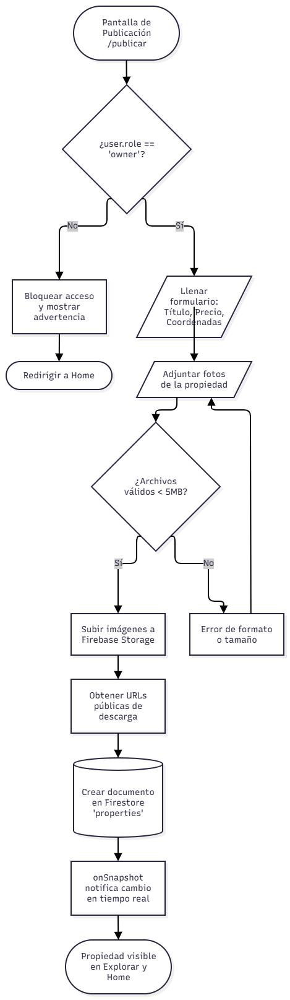 Pantalla de
Publicación
/publicar
¿user.role ==
'owner'?
No
Sí
Bloquear acceso
y mostrar
advertencia
Llenar
formulario:
Título, Precio,
Coordenadas
Redirigir a Home
Adjuntar fotos
de la propiedad
¿Archivos
válidos < 5MB?
Sí
No
Subir imágenes a
Firebase Storage
Error de formato
o tamaño
Obtener URLs
públicas de
descarga
Crear documento
en Firestore
'properties'
onSnapshot
notifica cambio
en tiempo real
Propiedad visible
en Explorar y
Home